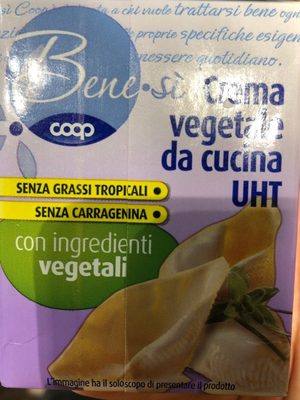 si Coop
a chi vuole trattarsi bene ogni
proprie specifiche esigen
benessere quotidiano.
Bene.sì
coop
Crema
vegetale
da cucina
UHT
SENZA GRASSI TROPICALI
SENZA CARRAGENINA
con ingredienti
vegetali
L'immagine ha il solo scopo di presentare il prodotto